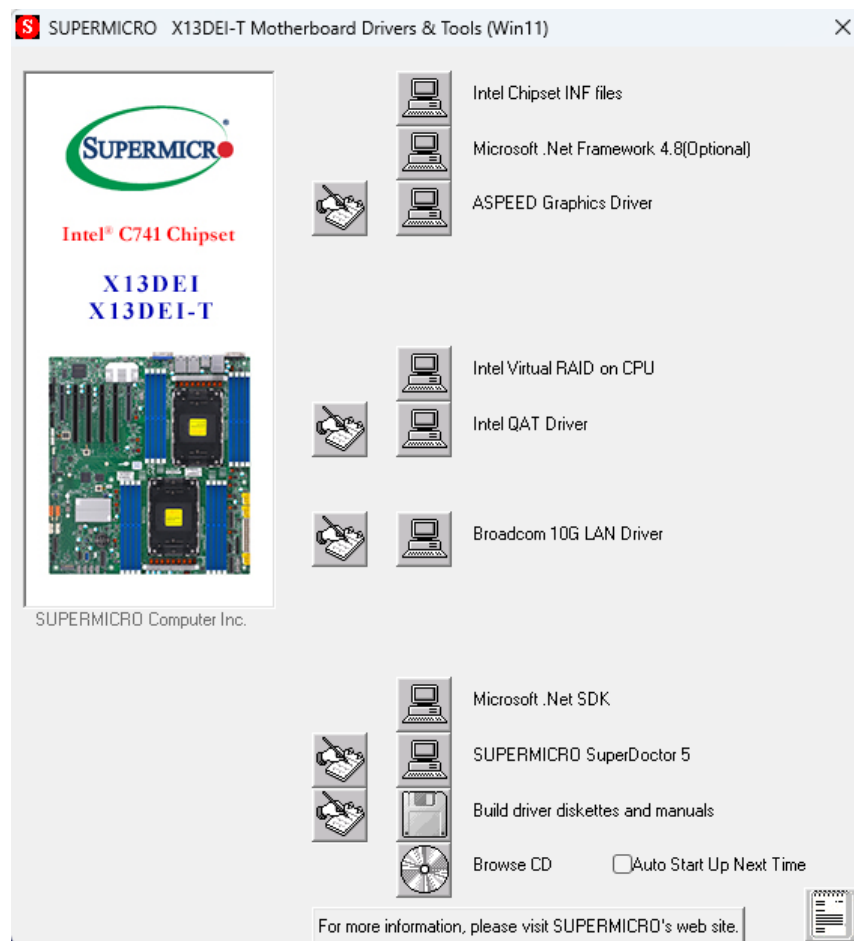 SUPERMICRO X13DEI-T Motherboard Drivers & Tools (Win11)
SUPERMICR
Intel® C741 Chipset
X13DEI
X13DEI-T
SUPERMICRO Computer Inc.
Intel Chipset INF files
Microsoft .Net Framework 4.8(Optional)
ASPEED Graphics Driver
Intel Virtual RAID on CPU
Intel QAT Driver
Broadcom 10G LAN Driver
Microsoft .Net SDK
SUPERMICRO SuperDoctor 5
Build driver diskettes and manuals
Browse CD
Auto Start Up Next Time
For more information, please visit SUPERMICRO's web site.